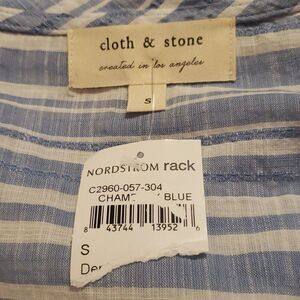 cloth & stone
created in los angeles
S
NORDSTROM rack
C2960-057-304
BLUE
8 43744 13952 6
S